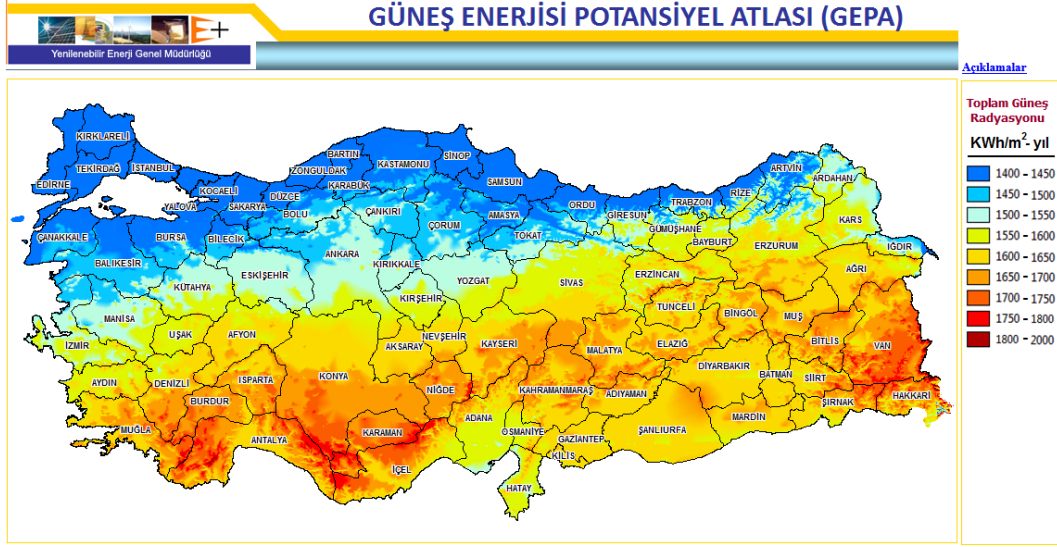 GÜNEŞ ENERJİSİ POTANSİYEL ATLASI (GEPA)
E+
Yenilenebilir Enerji Genel Müdürlüğü
Açıklamalar
Toplam Güneş
Radyasyonu
KWh/m²- yıl
1400 - 1450
1450 - 1500
1500 - 1550
1550 - 1600
1600 - 1650
1650 - 1700
1700 - 1750
1750 - 1800
1800 - 2000
KIRKLARELİ
TEKİRDAĞ
İSTANBUL
EDİRNE
KOCAELİ
YALOVA
SAKARYA
DÜZCE
ZONGULDAK
BARTIN
KARABÜK
KASTAMONU
SİNOP
SAMSUN
BOLU
ÇANKIRI
ÇORUM
AMASYA
TOKAT
ORDU
GİRESUN
TRABZON
RİZE
ARTVİN
ARDAHAN
GÜMÜŞHANE
BAYBURT
ERZURUM
KARS
IĞDIR
ÇANAKKALE
BURSA
BİLECİK
BALIKESİR
KÜTAHYA
ESKİŞEHİR
ANKARA
KIRIKKALE
KIRŞEHİR
YOZGAT
SİVAS
ERZİNCAN
TUNCELİ
BİNGÖL
MUŞ
AĞRI
MANİSA
İZMİR
UŞAK
AFYON
AKSARAY
NEVŞEHİR
KAYSERİ
MALATYA
ELAZIĞ
BİTLİS
VAN
AYDIN
DENİZLİ
ISPARTA
BURDUR
KONYA
NİĞDE
KAHRAMANMARAŞ
ADIYAMAN
DİYARBAKIR
BATMAN
SİİRT
ŞIRNAK
HAKKARİ
MUĞLA
ANTALYA
KARAMAN
İÇEL
ADANA
OSMANİYE
GAZİANTEP
KİLİS
ŞANLIURFA
MARDİN
HATAY